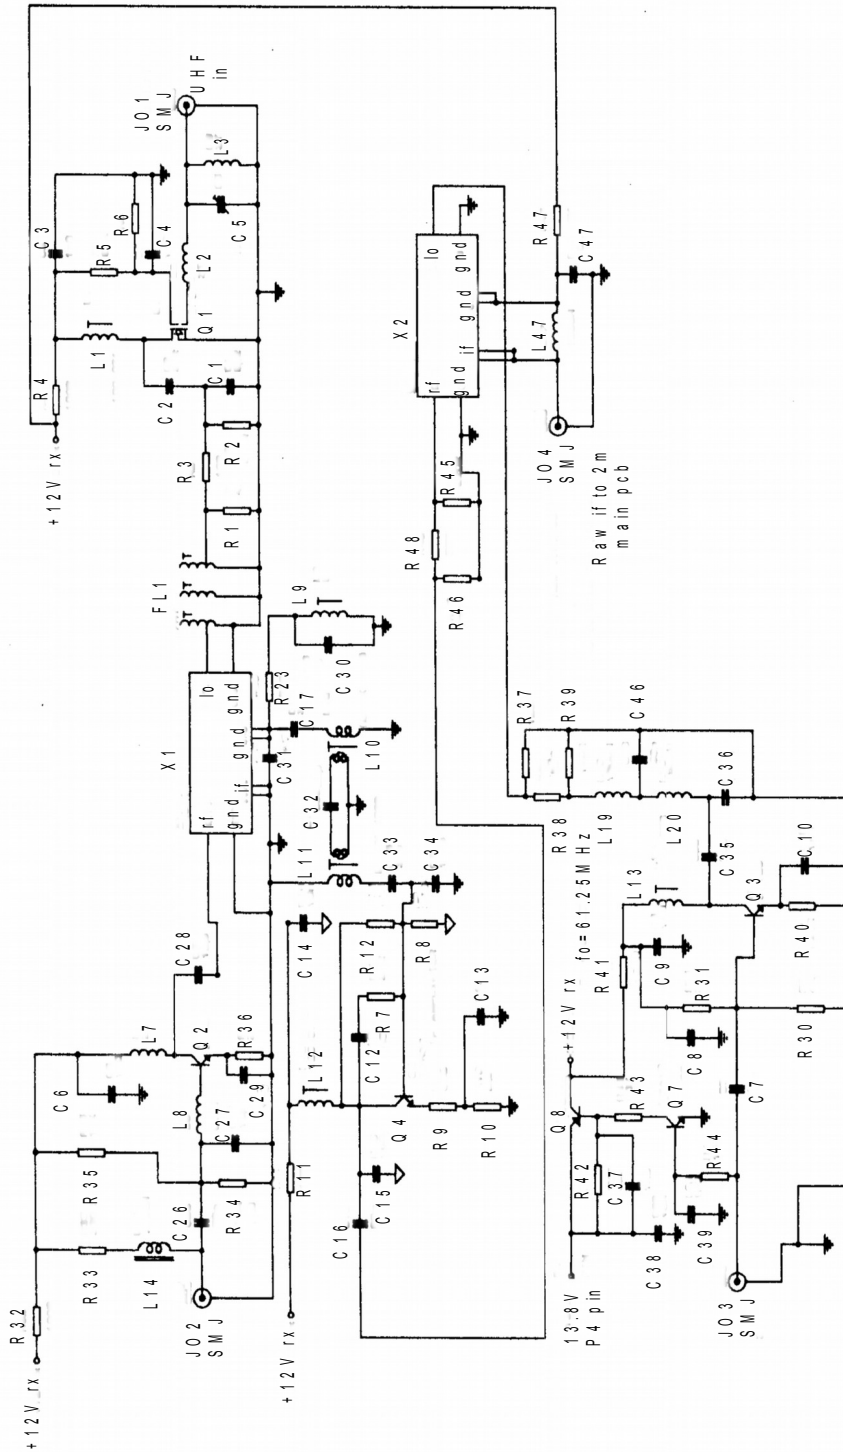 +12V rx
R32
R33
L14
JO2
SMJ
C26
R35
R34
C6
L8
C27
L7
Q2
C29
R36
C28
X1
rf
lo
gnd
if
gnd
gnd
FL1
R1
R3
R2
C2
C1
+12V rx
R4
L1
Q1
C3
R5
R6
C4
L2
C5
L3
JO1
SMJ
UHF
in
+12V rx
R11
L12
C14
C16
C15
Q4
R9
R10
C12
R7
R12
R8
C13
L11
C33
C34
C32
C31
C17
L10
R23
C30
L9
R48
R46
R45
X2
rf
lo
gnd
if
gnd
gnd
JO4
SMJ
L47
C47
R47
Raw if to 2m
main pcb
13.8V
P4 pin
C38
R42
C37
Q8
R43
Q7
C39
R44
JO3
SMJ
+12V rx
fo=61.25MHz
R41
C9
L13
C8
R31
C7
R30
Q3
R40
C10
C35
C36
L20
L19
R38
R37
R39
C46